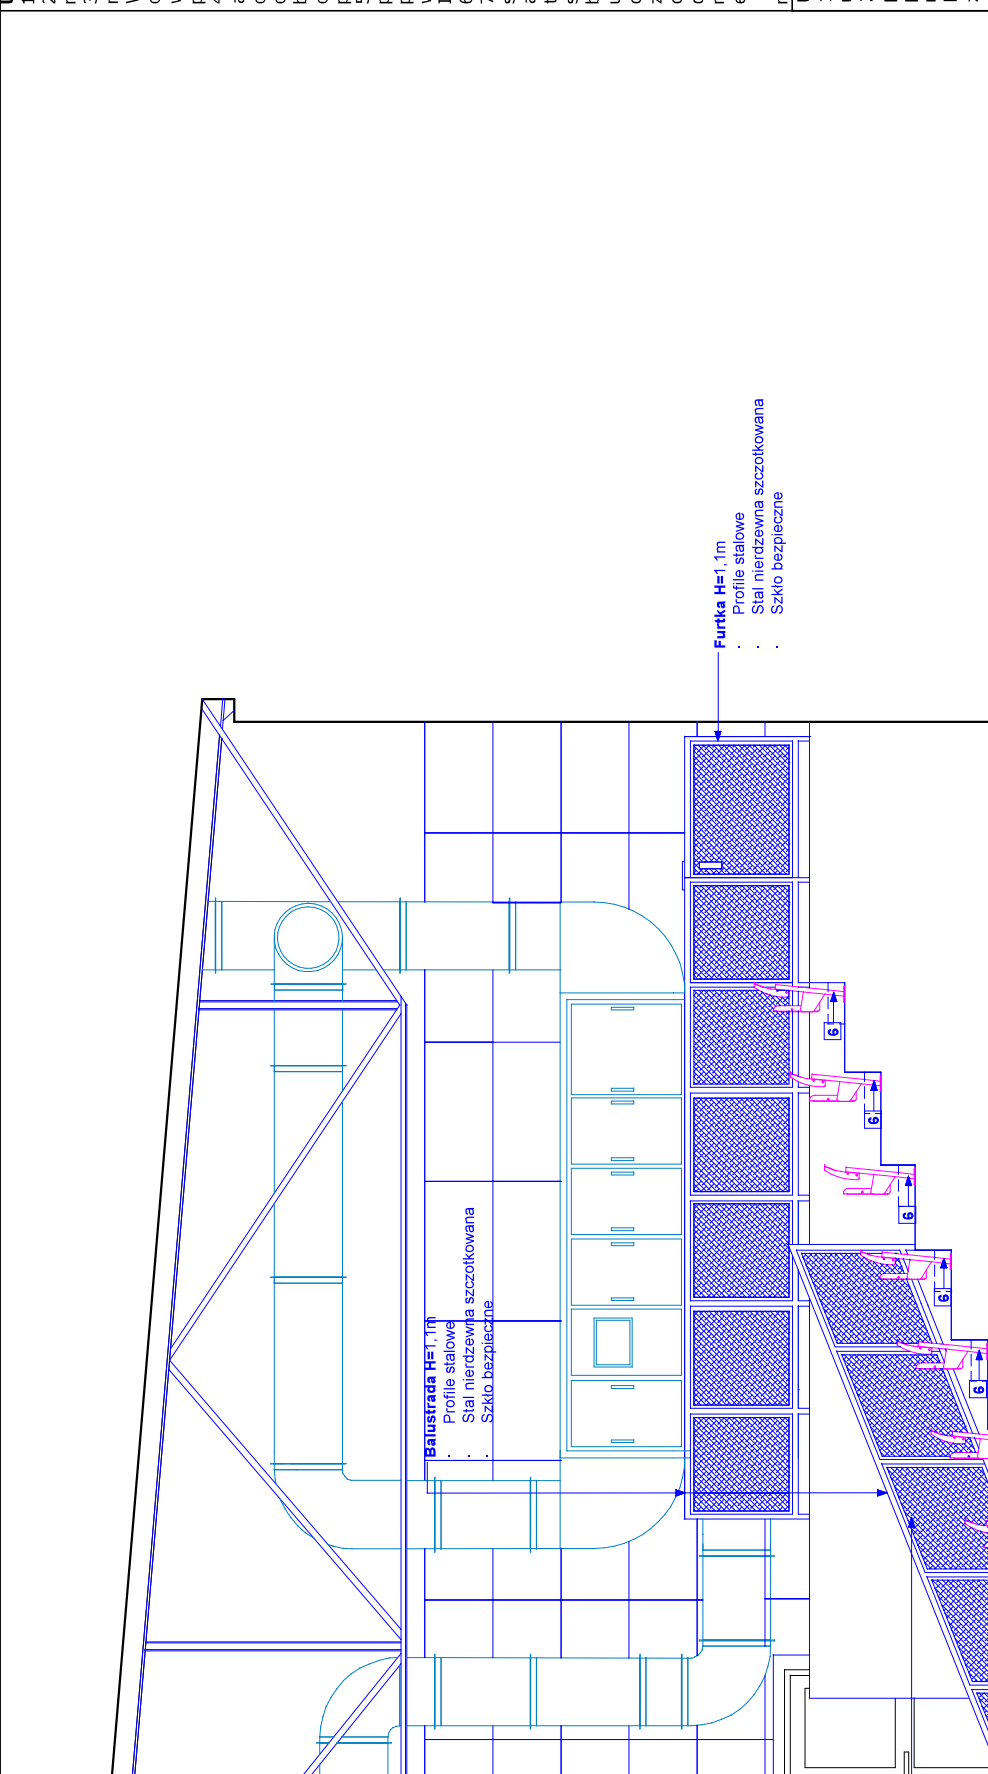 Furtka H=1,1m
· Profile stalowe
· Stal nierdzewna szczotkowana
· Szkło bezpieczne
Balustrada H=1,1m
· Profile stalowe
· Stal nierdzewna szczotkowana
· Szkło bezpieczne
6
6
6
6
6